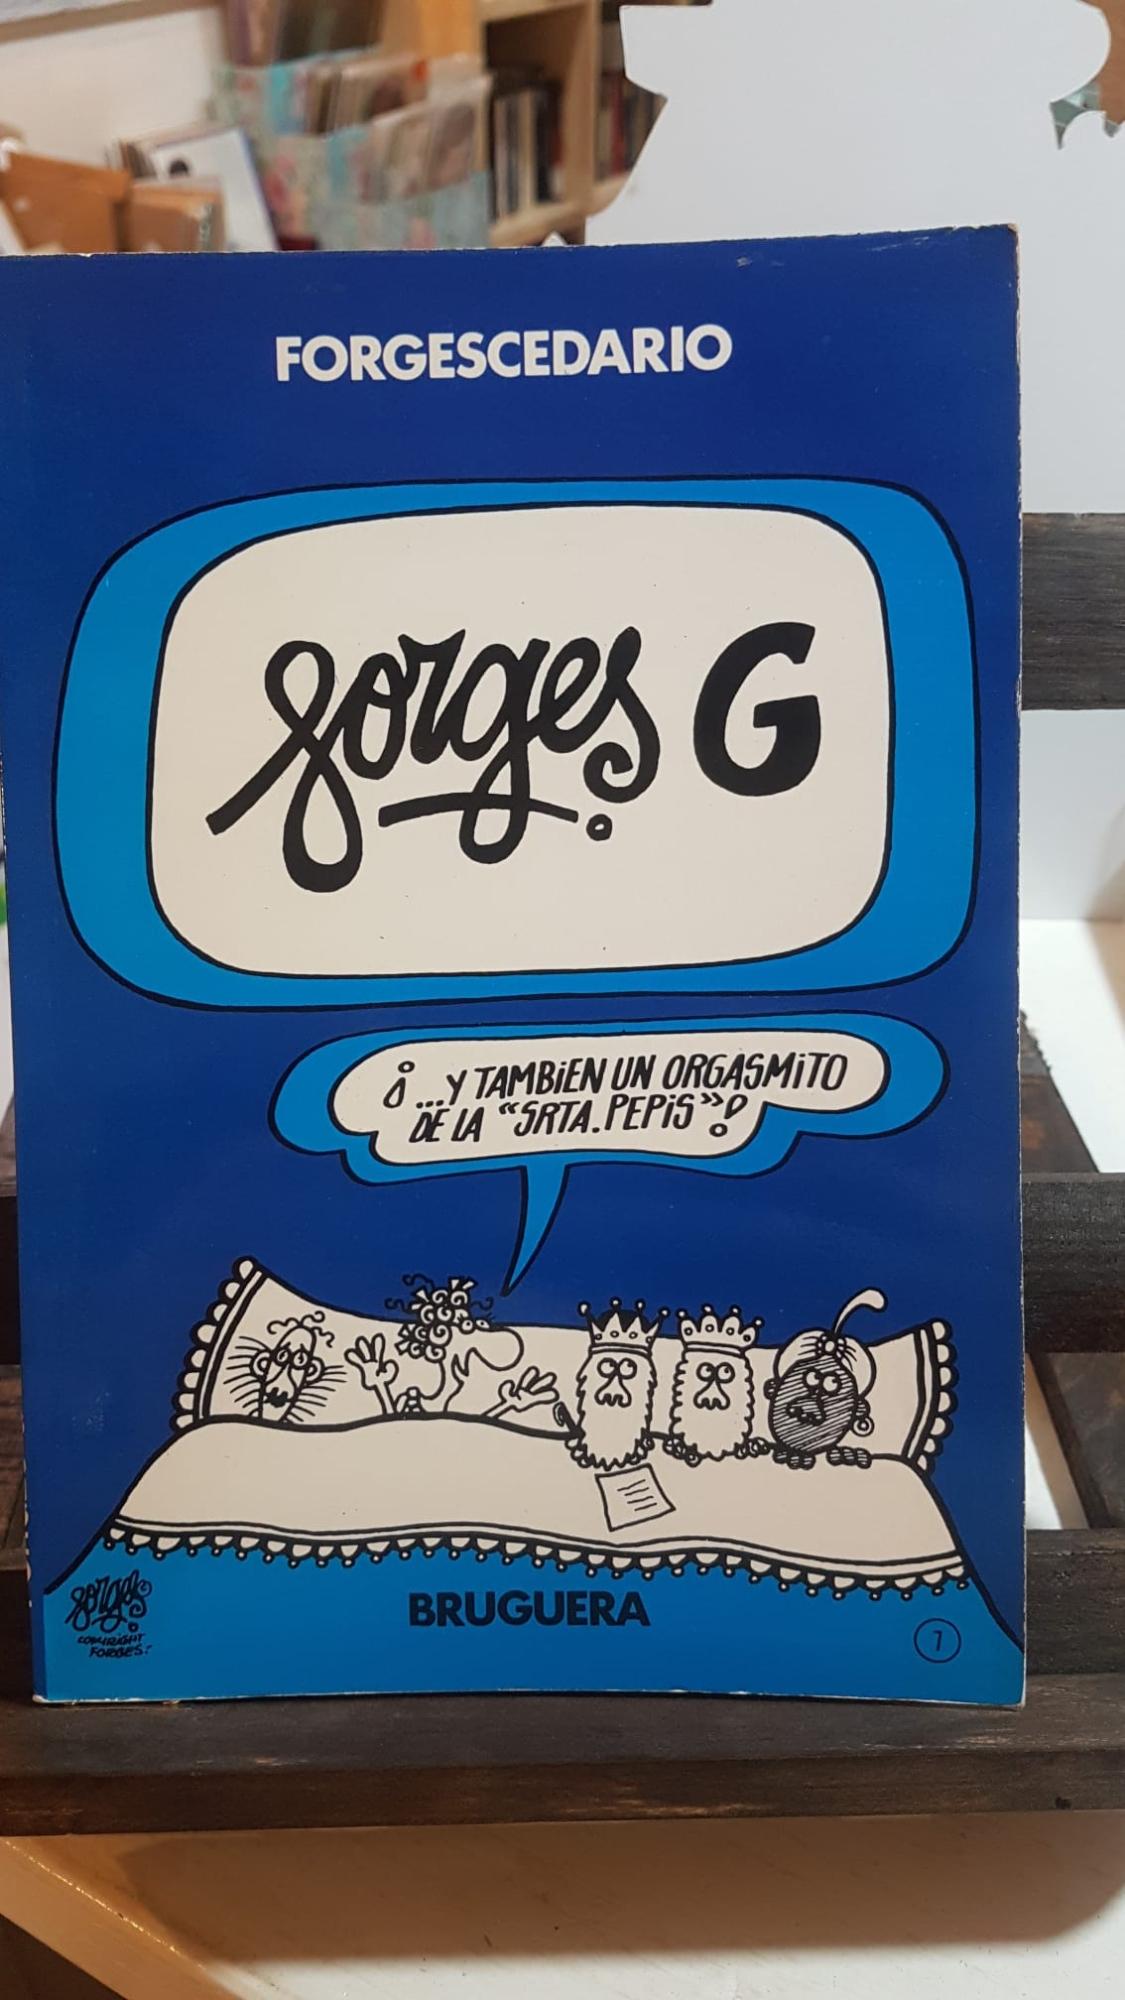 FORGESCEDARIO
forges G
¡...Y TAMBiEN UN ORGASMiTO
DE LA "SRTA. PEPiS"!
forges
COPYRiGHT
FORGES.
BRUGUERA
7